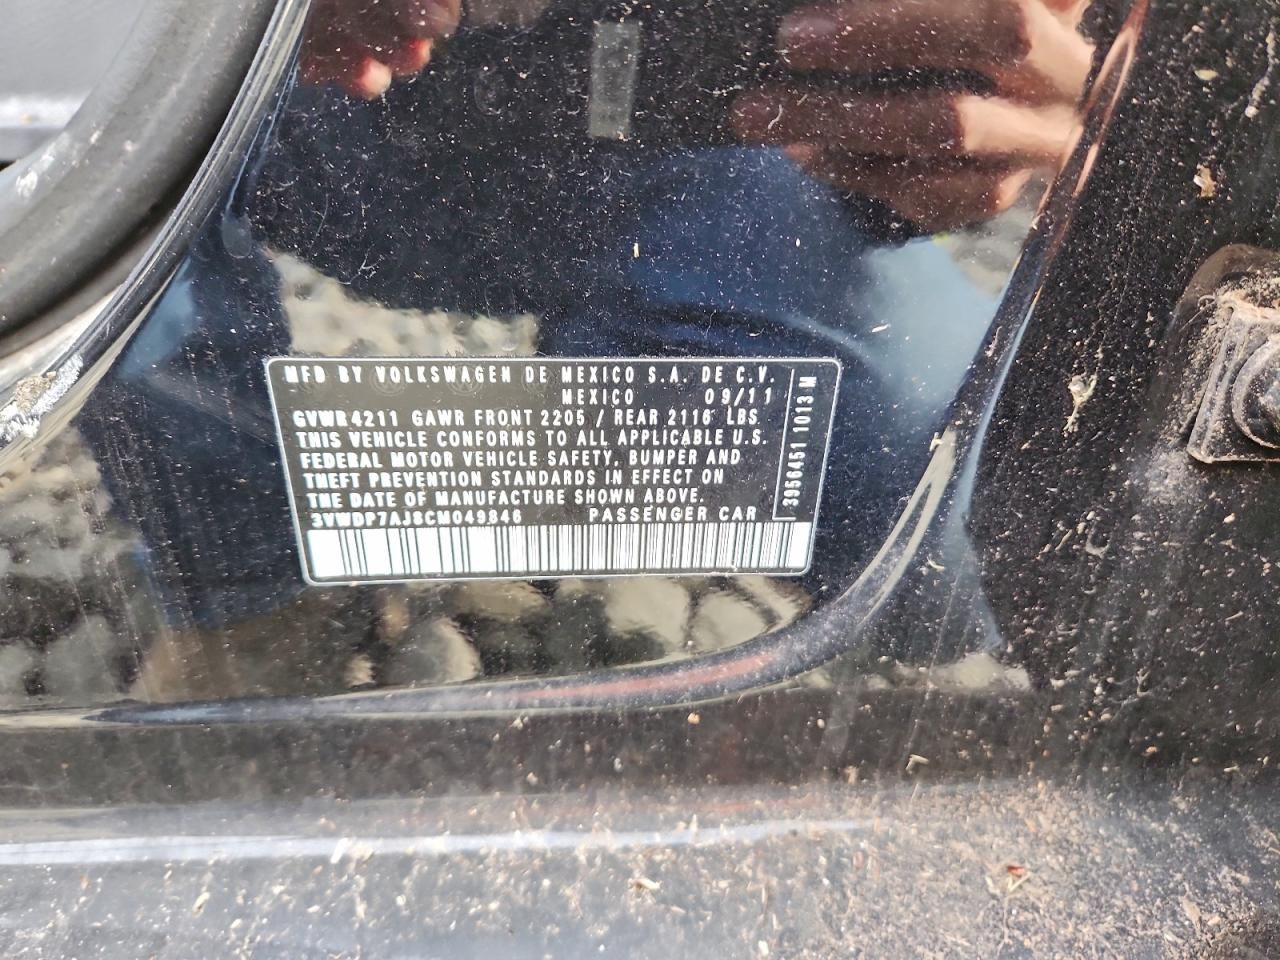 MFD BY VOLKSWAGEN DE MEXICO S.A. DE C.V.
MEXICO 09/11
GVWR 4211 GAWR FRONT 2205 / REAR 2116 LBS.
THIS VEHICLE CONFORMS TO ALL APPLICABLE U.S.
FEDERAL MOTOR VEHICLE SAFETY, BUMPER AND
THEFT PREVENTION STANDARDS IN EFFECT ON
THE DATE OF MANUFACTURE SHOWN ABOVE.
3VWDP7AJ8CM049846 PASSENGER CAR
3956451 1013 M